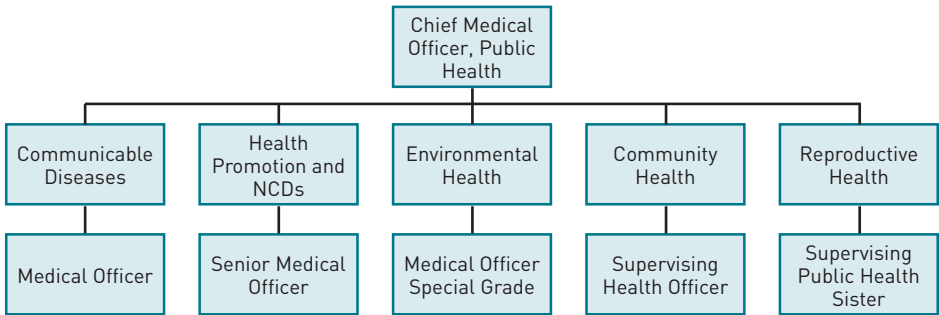 Chief Medical
Officer, Public
Health
Communicable
Diseases
Health
Promotion and
NCDs
Environmental
Health
Community
Health
Reproductive
Health
Medical Officer
Senior Medical
Officer
Medical Officer
Special Grade
Supervising
Health Officer
Supervising
Public Health
Sister